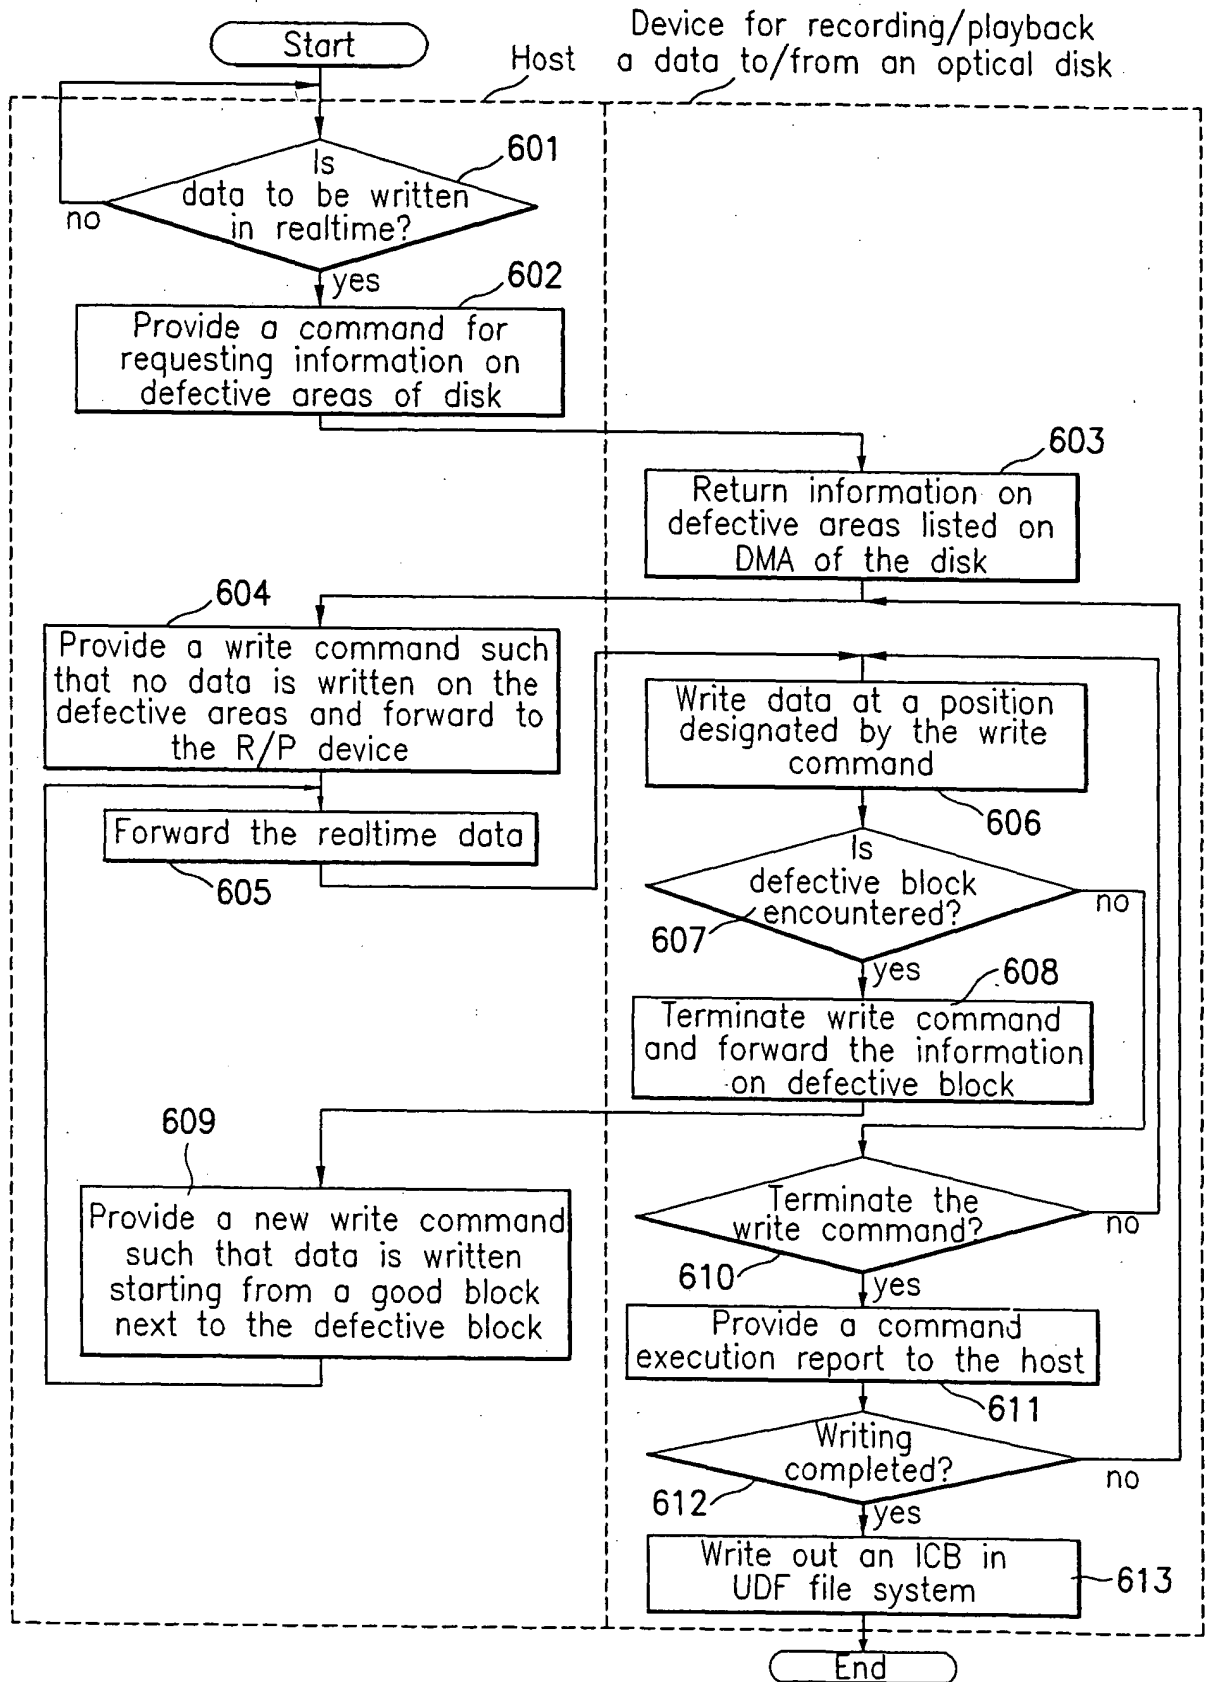 Start
Host
Device for recording/playback
a data to/from an optical disk
601
Is
data to be written
in realtime?
no
yes
602
Provide a command for
requesting information on
defective areas of disk
603
Return information on
defective areas listed on
DMA of the disk
604
Provide a write command such
that no data is written on the
defective areas and forward to
the R/P device
Forward the realtime data
605
Write data at a position
designated by the write
command
606
Is
defective block
encountered?
no
607
yes
608
Terminate write command
and forward the information
on defective block
609
Provide a new write command
such that data is written
starting from a good block
next to the defective block
Terminate the
write command?
no
610
yes
Provide a command
execution report to the host
611
Writing
completed?
no
612
yes
Write out an ICB in
UDF file system
613
End